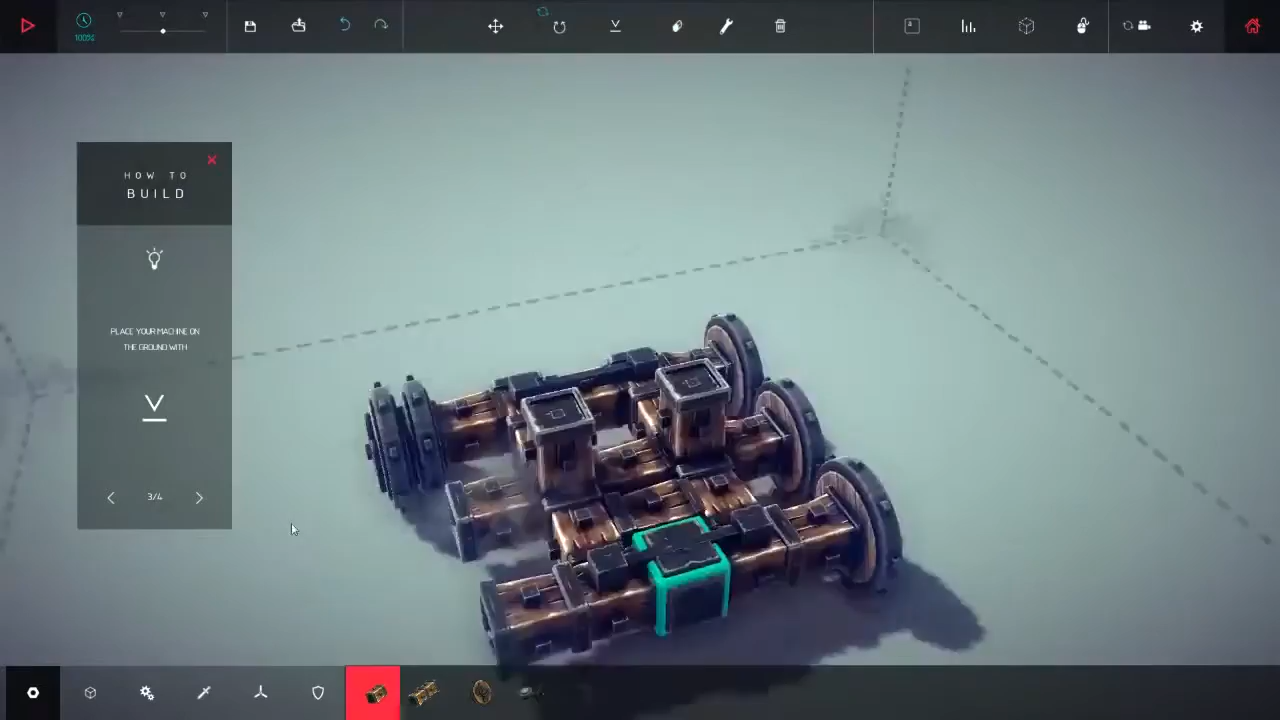 100%
HOW TO
BUILD
PLACE YOUR MACHINE ON
THE GROUND WITH
3/4